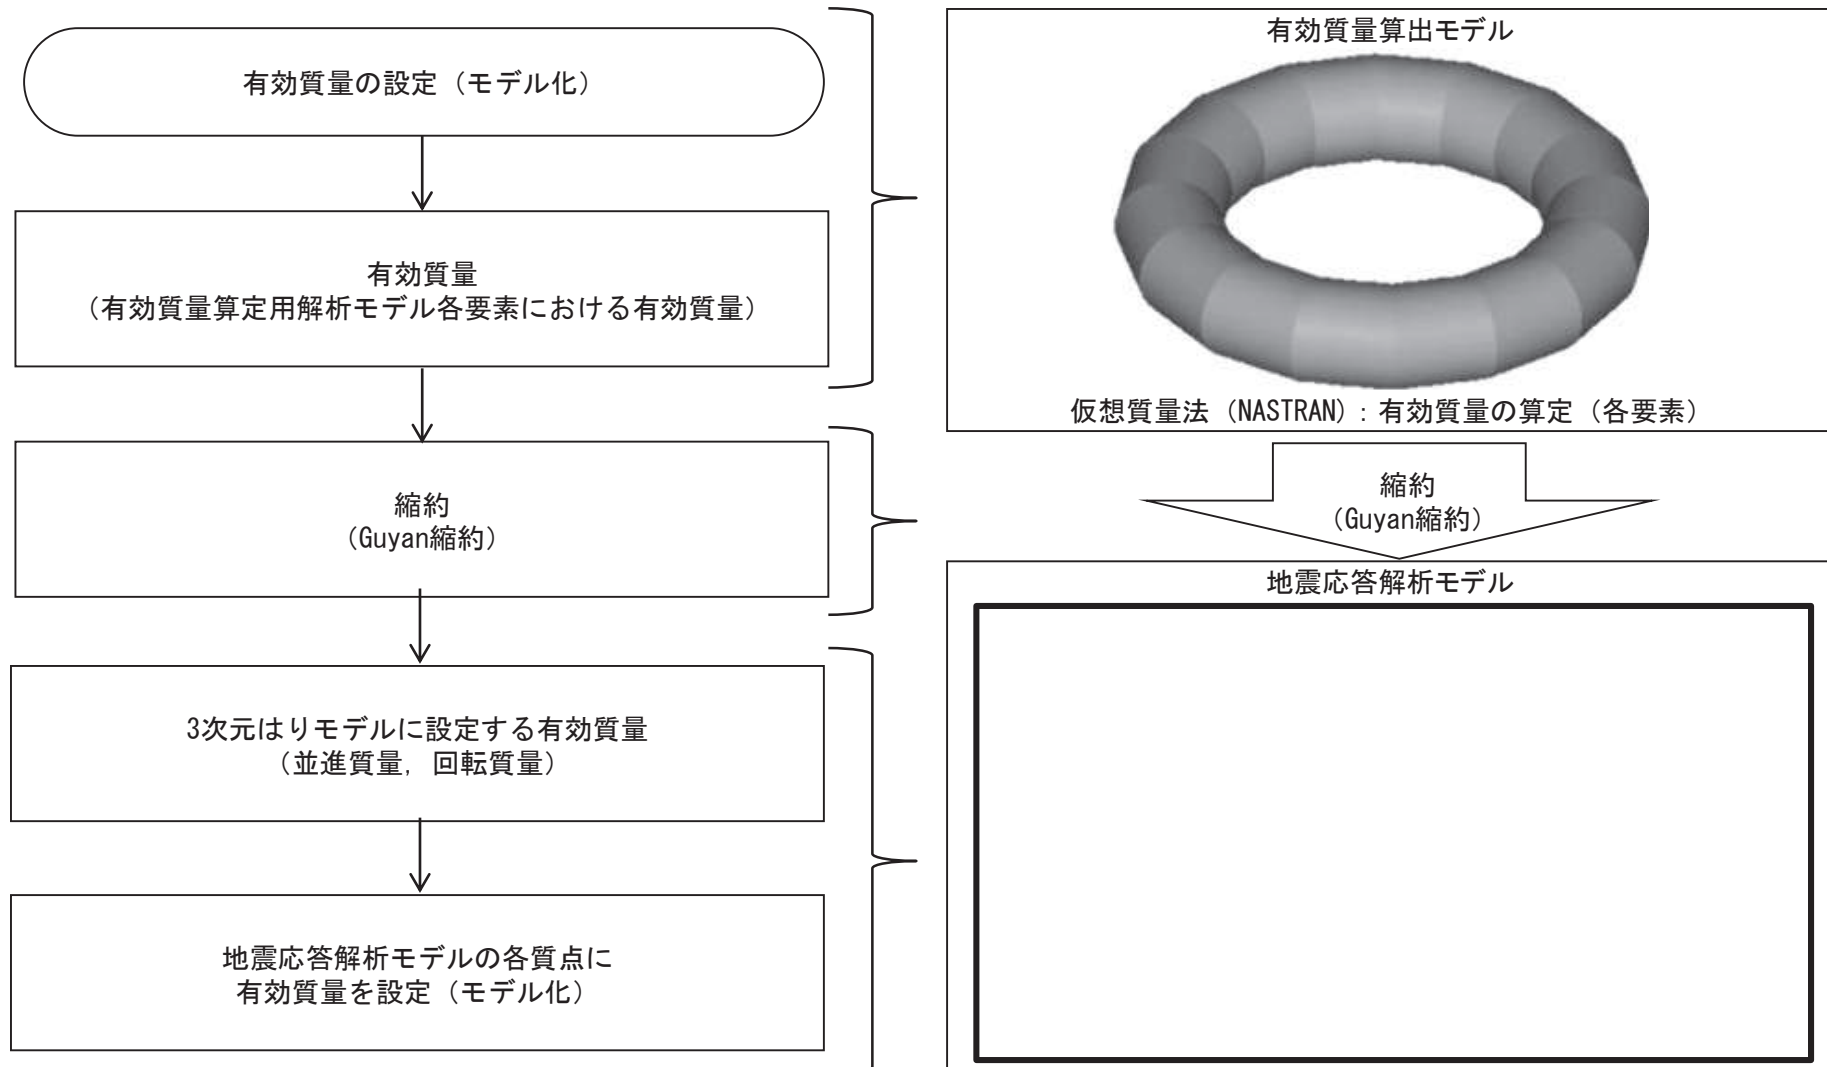 有効質量の設定（モデル化）
有効質量
（有効質量算定用解析モデル各要素における有効質量）
縮約
（Guyan縮約）
3次元はりモデルに設定する有効質量
（並進質量，回転質量）
地震応答解析モデルの各質点に
有効質量を設定（モデル化）
有効質量算出モデル
仮想質量法（NASTRAN）：有効質量の算定（各要素）
縮約
（Guyan縮約）
地震応答解析モデル